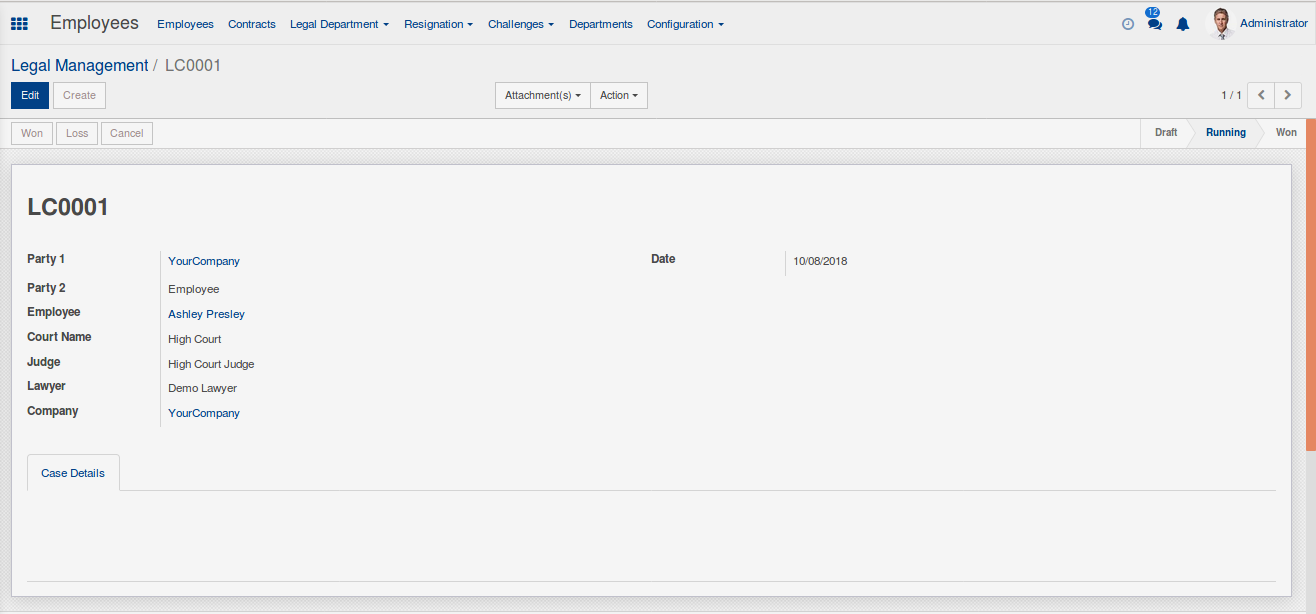 Employees Employees Contracts Legal Department Resignation Challenges Departments Configuration 12 Administrator
Legal Management / LC0001
Edit Create Attachment(s) Action 1 / 1
Won Loss Cancel Draft Running Won
LC0001
Party 1 YourCompany Date 10/08/2018
Party 2 Employee
Employee Ashley Presley
Court Name High Court
Judge High Court Judge
Lawyer Demo Lawyer
Company YourCompany
Case Details